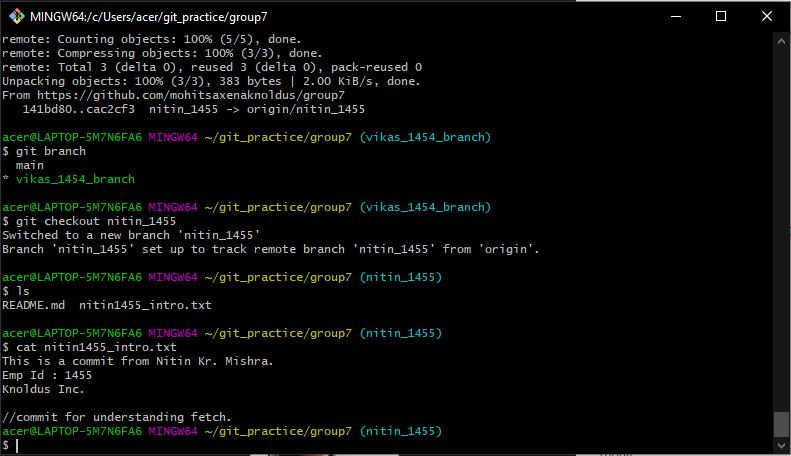 MINGW64:/c/Users/acer/git_practice/group7
remote: Counting objects: 100% (5/5), done.
remote: Compressing objects: 100% (3/3), done.
remote: Total 3 (delta 0), reused 3 (delta 0), pack-reused 0
Unpacking objects: 100% (3/3), 383 bytes | 2.00 KiB/s, done.
From https://github.com/mohitsaxenaknoldus/group7
   141bd80..cac2cf3  nitin_1455 -> origin/nitin_1455
acer@LAPTOP-5M7N6FA6 MINGW64 ~/git_practice/group7 (vikas_1454_branch)
$ git branch
  main
* vikas_1454_branch
acer@LAPTOP-5M7N6FA6 MINGW64 ~/git_practice/group7 (vikas_1454_branch)
$ git checkout nitin_1455
Switched to a new branch 'nitin_1455'
Branch 'nitin_1455' set up to track remote branch 'nitin_1455' from 'origin'.
acer@LAPTOP-5M7N6FA6 MINGW64 ~/git_practice/group7 (nitin_1455)
$ ls
README.md  nitin1455_intro.txt
acer@LAPTOP-5M7N6FA6 MINGW64 ~/git_practice/group7 (nitin_1455)
$ cat nitin1455_intro.txt
This is a commit from Nitin Kr. Mishra.
Emp Id : 1455
Knoldus Inc.
//commit for understanding fetch.
acer@LAPTOP-5M7N6FA6 MINGW64 ~/git_practice/group7 (nitin_1455)
$